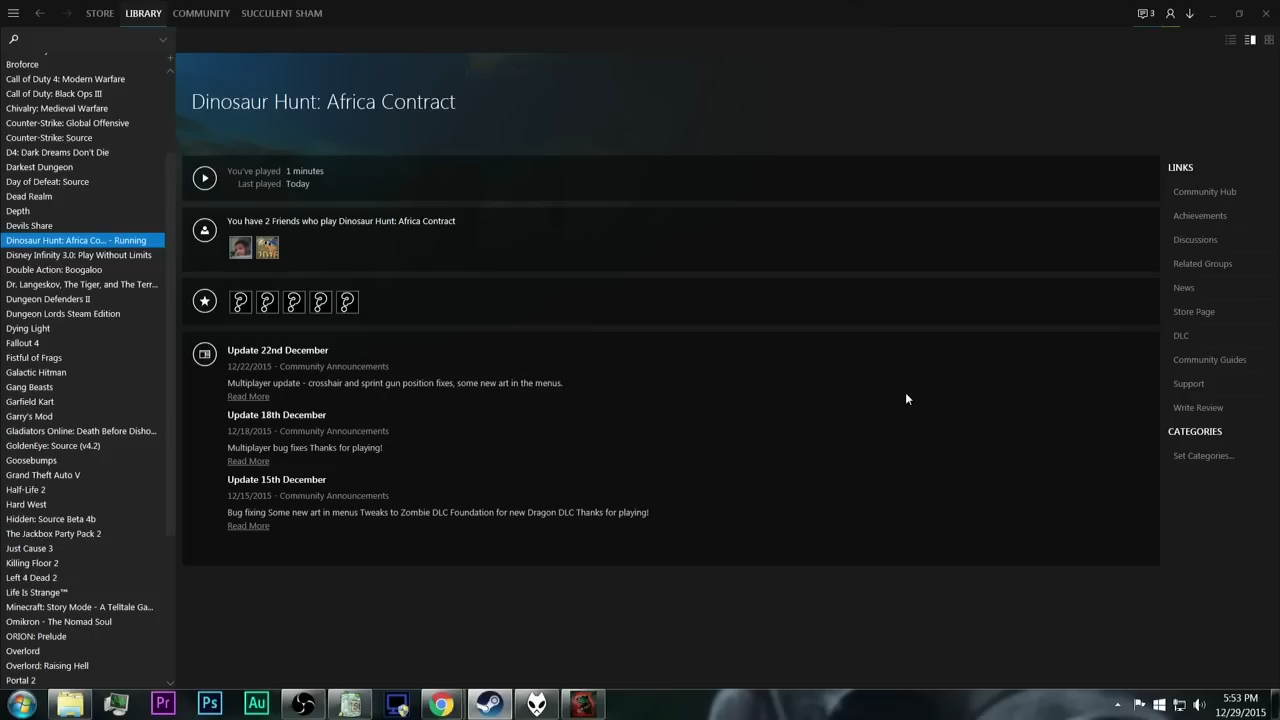 STORE LIBRARY COMMUNITY SUCCULENT SHAM
3
Broforce
Call of Duty 4: Modern Warfare
Call of Duty: Black Ops III
Chivalry: Medieval Warfare
Counter-Strike: Global Offensive
Counter-Strike: Source
D4: Dark Dreams Don't Die
Darkest Dungeon
Day of Defeat: Source
Dead Realm
Depth
Devils Share
Dinosaur Hunt: Africa Co... - Running
Disney Infinity 3.0: Play Without Limits
Double Action: Boogaloo
Dr. Langeskov, The Tiger, and The Terr...
Dungeon Defenders II
Dungeon Lords Steam Edition
Dying Light
Fallout 4
Fistful of Frags
Galactic Hitman
Gang Beasts
Garfield Kart
Garry's Mod
Gladiators Online: Death Before Disho...
GoldenEye: Source (v4.2)
Goosebumps
Grand Theft Auto V
Half-Life 2
Hard West
Hidden: Source Beta 4b
The Jackbox Party Pack 2
Just Cause 3
Killing Floor 2
Left 4 Dead 2
Life Is Strange™
Minecraft: Story Mode - A Telltale Ga...
Omikron - The Nomad Soul
ORION: Prelude
Overlord
Overlord: Raising Hell
Portal 2
Dinosaur Hunt: Africa Contract
You've played 1 minutes
Last played Today
You have 2 Friends who play Dinosaur Hunt: Africa Contract
2016
? ? ? ? ?
Update 22nd December
12/22/2015 - Community Announcements
Multiplayer update - crosshair and sprint gun position fixes, some new art in the menus.
Read More
Update 18th December
12/18/2015 - Community Announcements
Multiplayer bug fixes Thanks for playing!
Read More
Update 15th December
12/15/2015 - Community Announcements
Bug fixing Some new art in menus Tweaks to Zombie DLC Foundation for new Dragon DLC Thanks for playing!
Read More
LINKS
Community Hub
Achievements
Discussions
Related Groups
News
Store Page
DLC
Community Guides
Support
Write Review
CATEGORIES
Set Categories...
Pr Ps Au
5:53 PM
12/29/2015